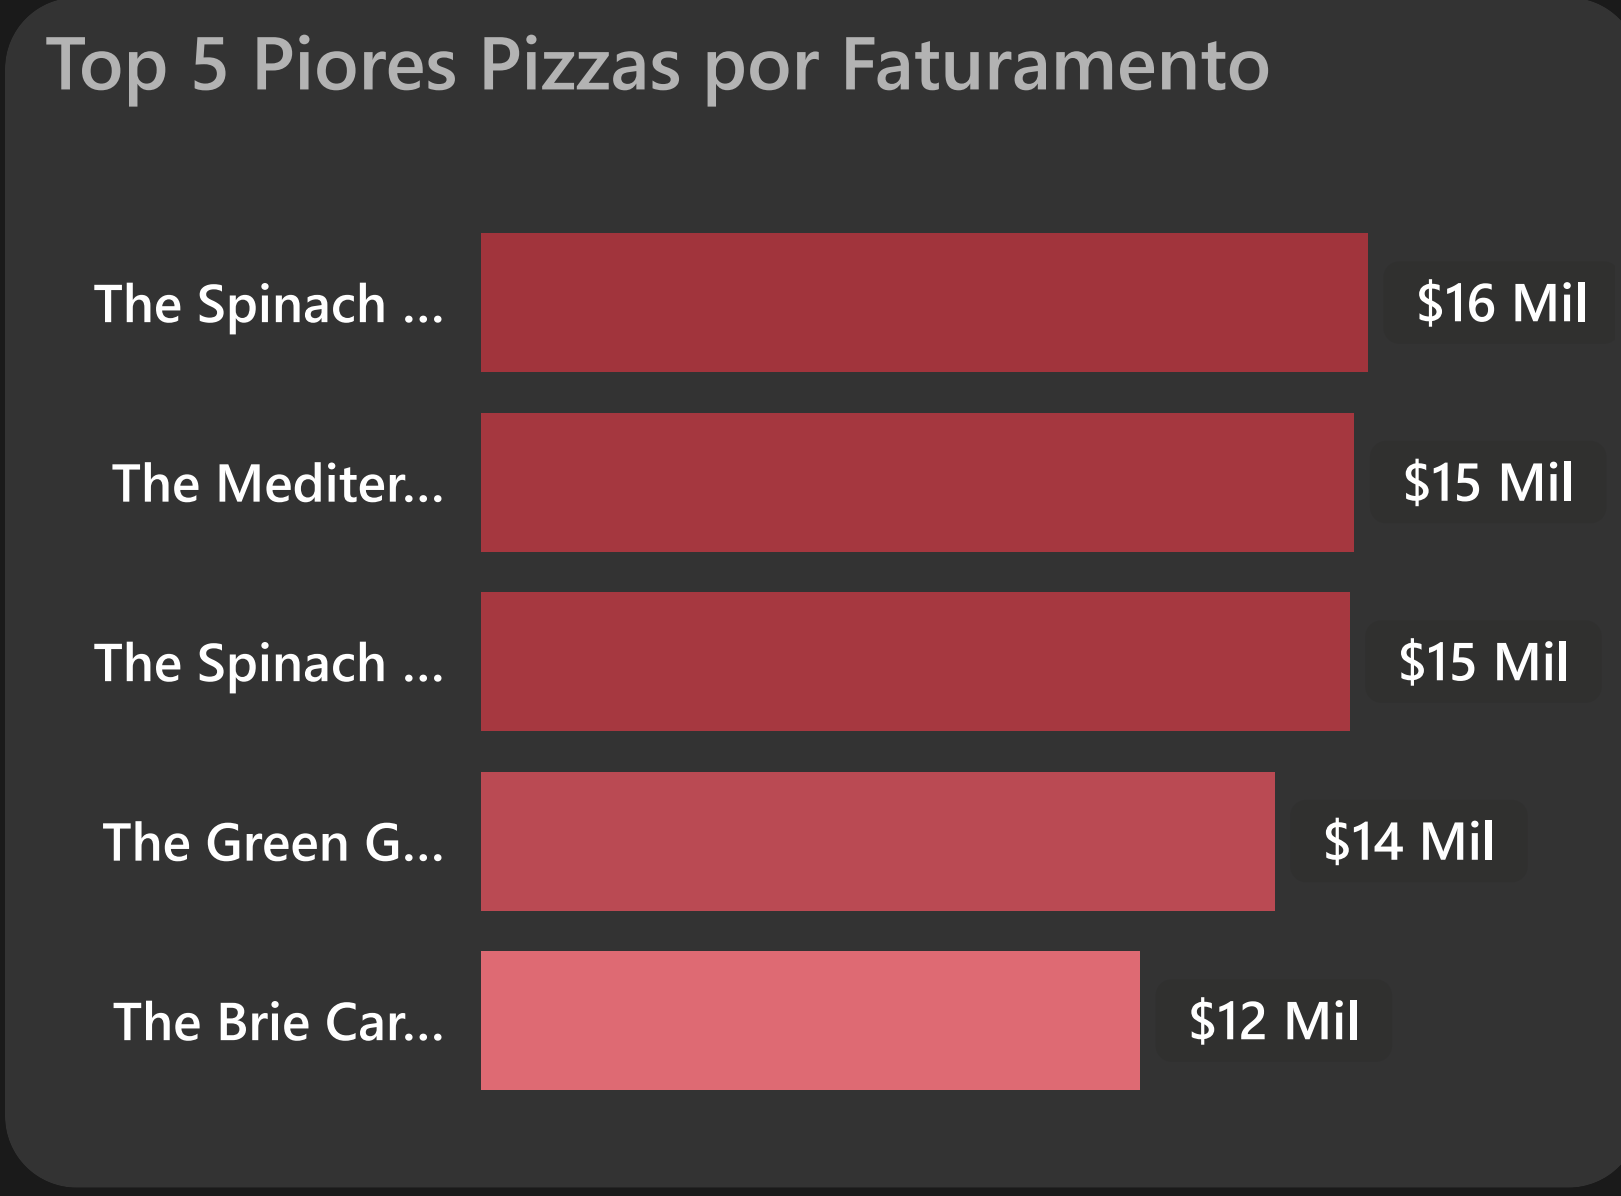 Top 5 Piores Pizzas por Faturamento
The Spinach ... $16 Mil
The Mediter... $15 Mil
The Spinach ... $15 Mil
The Green G... $14 Mil
The Brie Car... $12 Mil